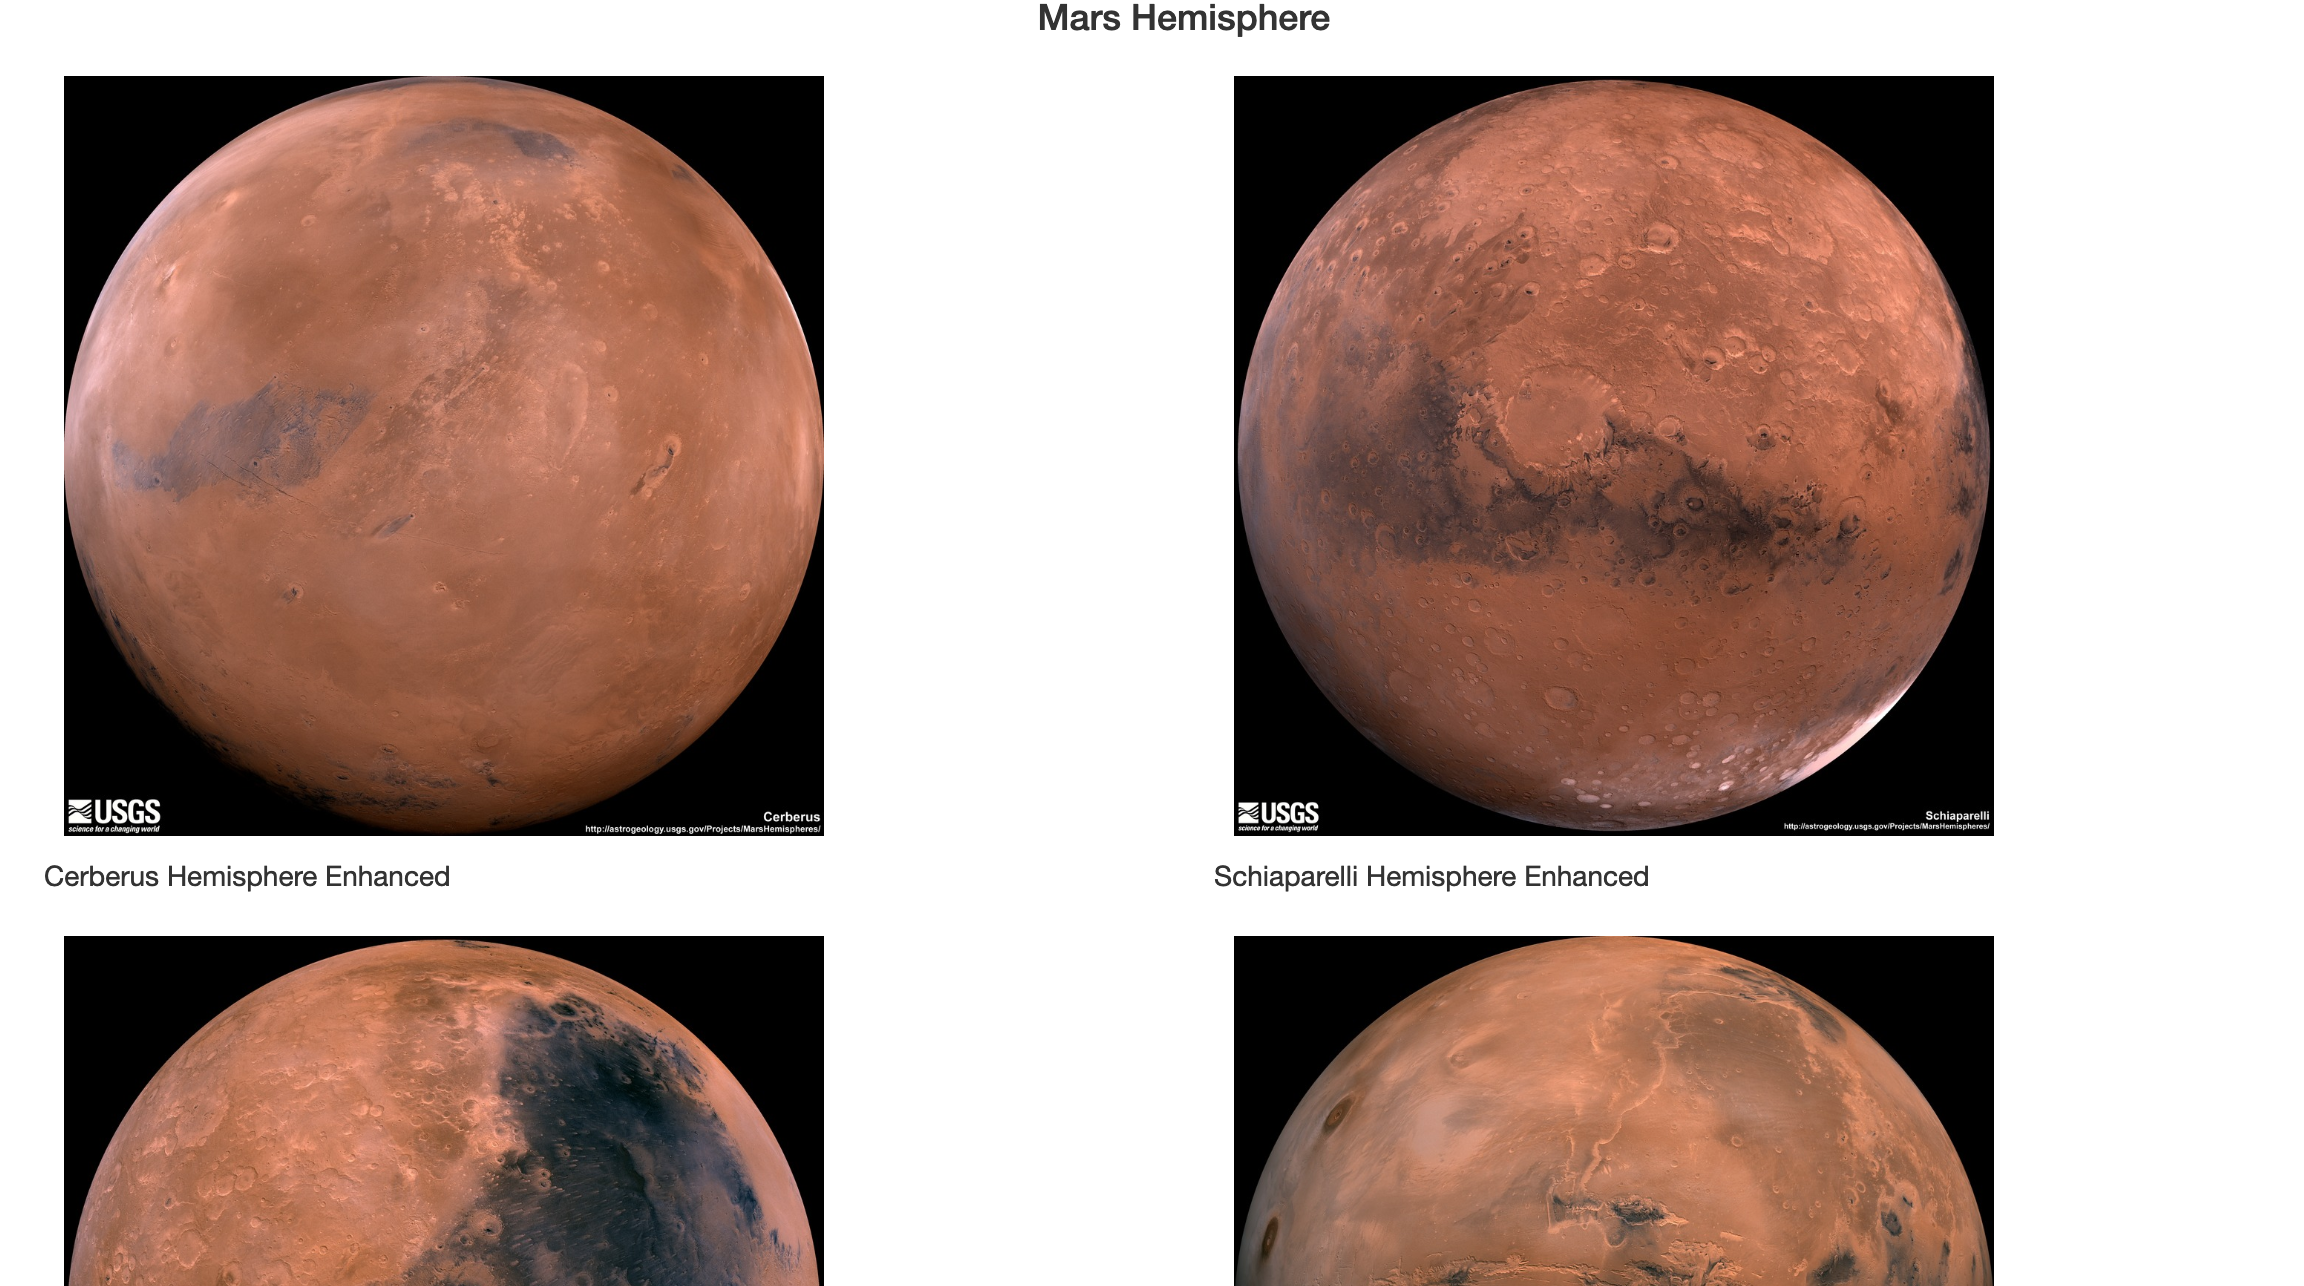 Mars Hemisphere
USGS
science for a changing world
Cerberus
http://astrogeology.usgs.gov/Projects/MarsHemispheres/
USGS
science for a changing world
Schiaparelli
http://astrogeology.usgs.gov/Projects/MarsHemispheres/
Cerberus Hemisphere Enhanced
Schiaparelli Hemisphere Enhanced